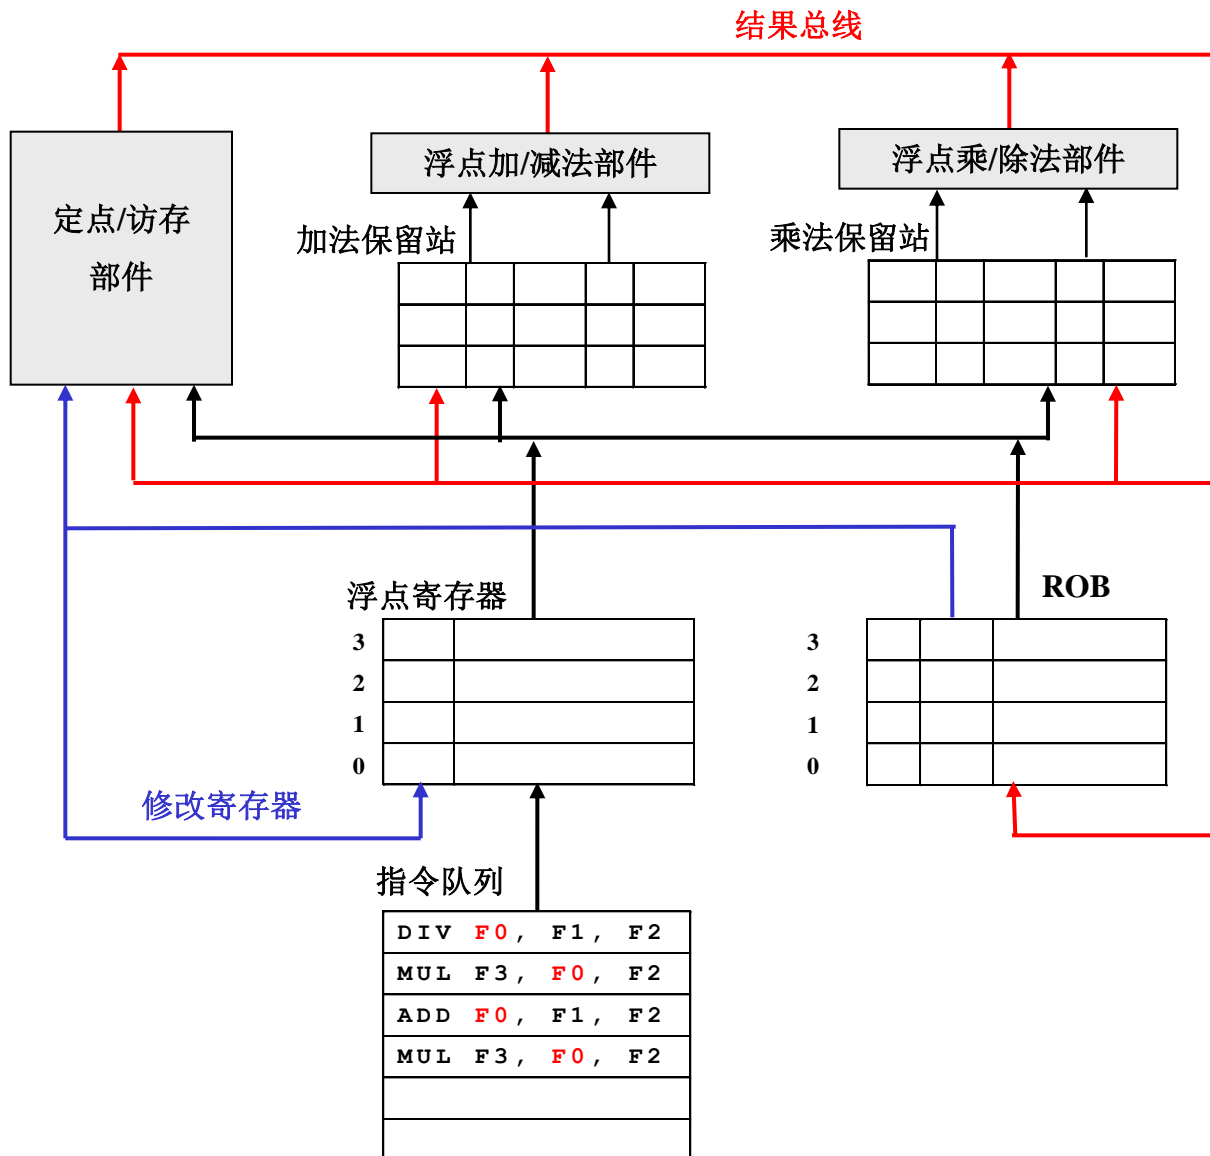 结果总线
定点/访存
部件
浮点加/减法部件
浮点乘/除法部件
加法保留站
乘法保留站
浮点寄存器
ROB
3
2
1
0
3
2
1
0
修改寄存器
指令队列
DIV F0, F1, F2
MUL F3, F0, F2
ADD F0, F1, F2
MUL F3, F0, F2